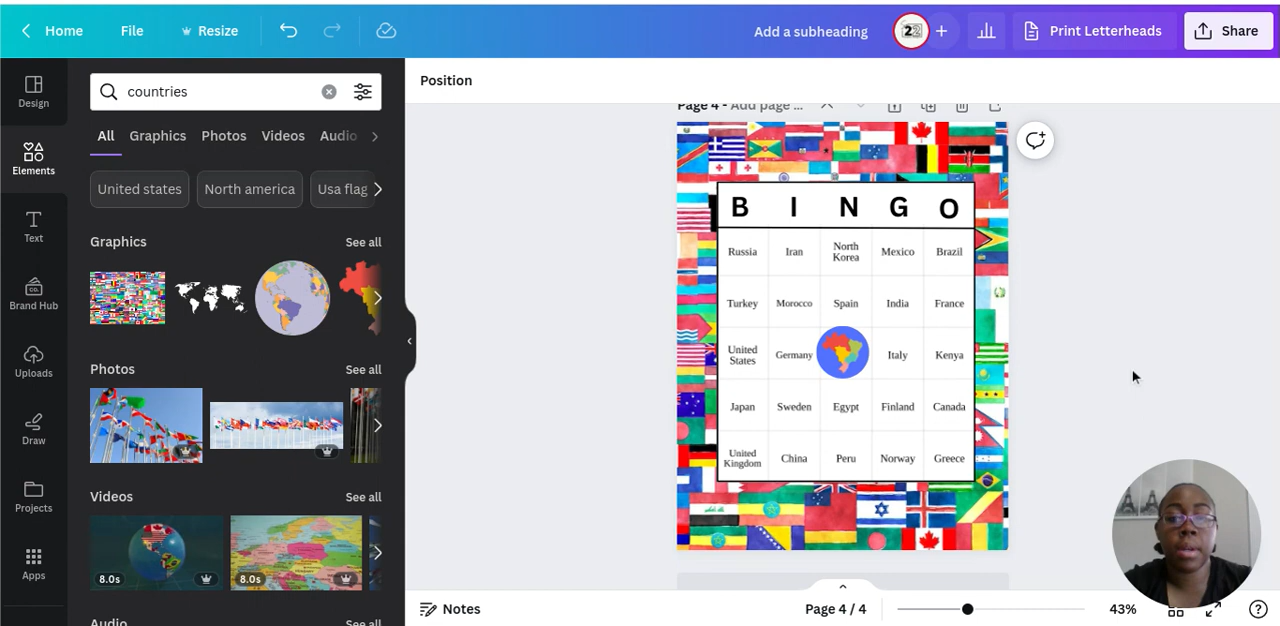 Home File Resize Add a subheading 22 + Print Letterheads Share
countries
Position
Design
Elements
Text
Brand Hub
Uploads
Draw
Projects
Apps
All Graphics Photos Videos Audio
United states North america Usa flag
Graphics See all
Photos See all
Videos See all
8.0s 8.0s
Audio See all
Page 4 - Add page ...
B I N G O
Russia Iran North Korea Mexico Brazil
Turkey Morocco Spain India France
United States Germany Italy Kenya
Japan Sweden Egypt Finland Canada
United Kingdom China Peru Norway Greece
Notes Page 4 / 4 43%